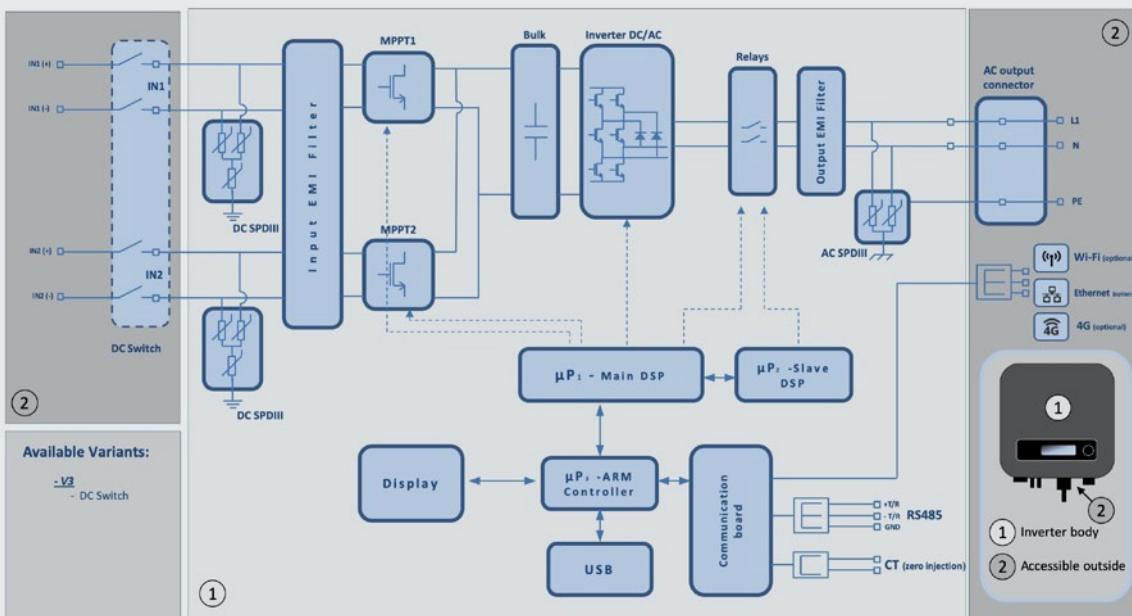 2
IN1 (+)
IN1 (-)
IN1
IN2 (+)
IN2 (-)
IN2
DC Switch
2
Available Variants:
- V3
- DC Switch
DC SPDIII
DC SPDIII
Input EMI Filter
MPPT1
MPPT2
Bulk
Inverter DC/AC
Relays
Output EMI Filter
AC SPDIII
AC output
connector
L1
N
PE
Wi-Fi (optional)
Ethernet
4G
4G (optional)
µP1 - Main DSP
µP2 -Slave
DSP
Display
µP3 -ARM
Controller
USB
Communication
board
+T/R
- T/R
GND
RS485
CT (zero injection)
1
1
2
1 Inverter body
2 Accessible outside